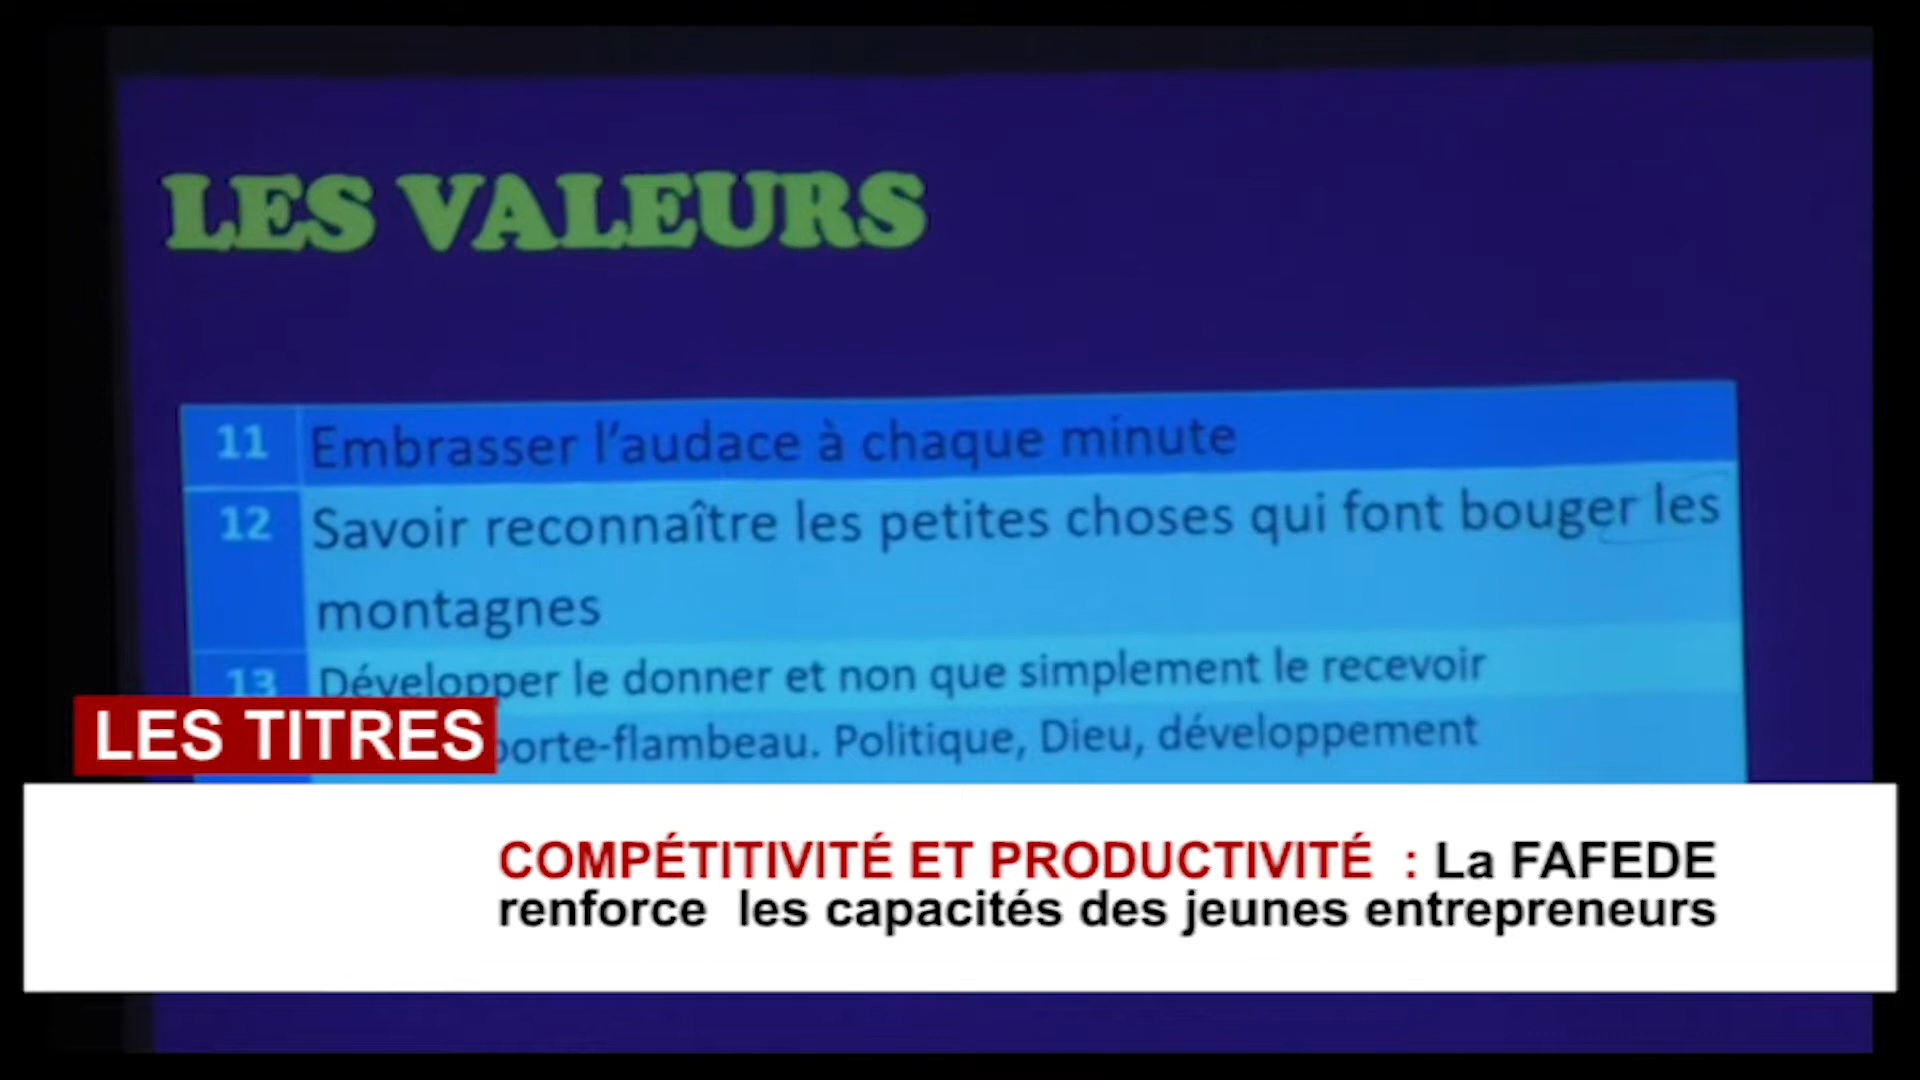 LES VALEURS
11 Embrasser l'audace à chaque minute
12 Savoir reconnaître les petites choses qui font bouger les
montagnes
13 Développer le donner et non que simplement le recevoir
porte-flambeau. Politique, Dieu, développement
LES TITRES
COMPÉTITIVITÉ ET PRODUCTIVITÉ : La FAFEDE
renforce les capacités des jeunes entrepreneurs